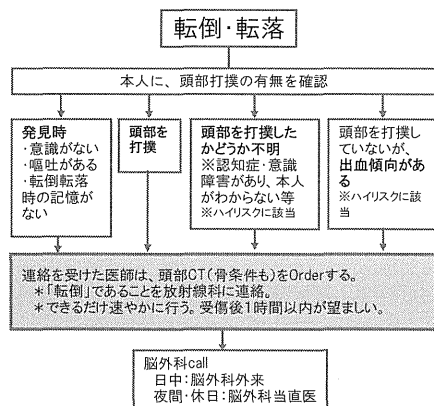 転倒・転落
本人に、頭部打撲の有無を確認
発見時
・意識がない
・嘔吐がある
・転倒転落
時の記憶が
ない
頭部を
打撲
頭部を打撲した
かどうか不明
※認知症・意識
障害があり、本人
がわからない等
※ハイリスクに該当
頭部を打撲し
ていないが、
出血傾向が
ある
※ハイリスクに該
当
連絡を受けた医師は、頭部CT(骨条件も)をOrderする。
＊「転倒」であることを放射線科に連絡。
＊できるだけ速やかに行う。受傷後1時間以内が望ましい。
脳外科call
日中：脳外科外来
夜間・休日：脳外科当直医